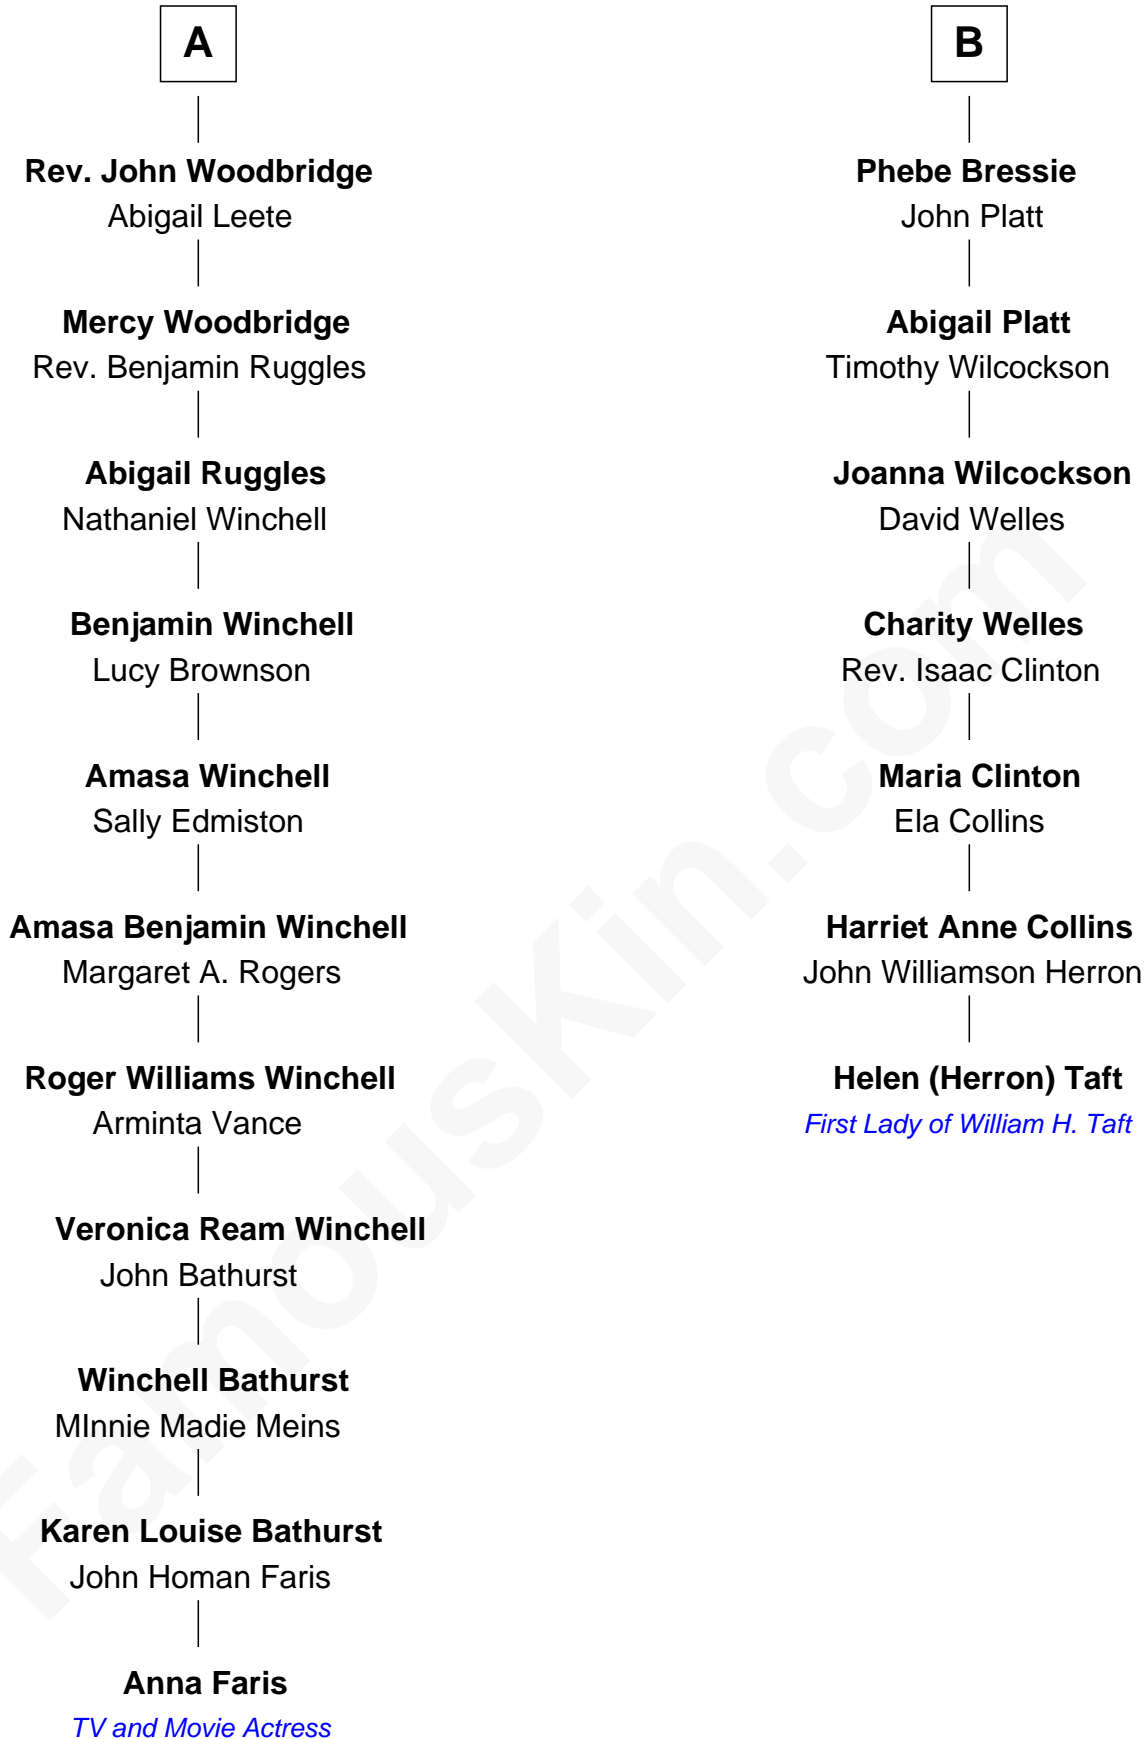 A
Rev. John Woodbridge
Abigail Leete
Mercy Woodbridge
Rev. Benjamin Ruggles
Abigail Ruggles
Nathaniel Winchell
Benjamin Winchell
Lucy Brownson
Amasa Winchell
Sally Edmiston
Amasa Benjamin Winchell
Margaret A. Rogers
Roger Williams Winchell
Arminta Vance
Veronica Ream Winchell
John Bathurst
Winchell Bathurst
MInnie Madie Meins
Karen Louise Bathurst
John Homan Faris
Anna Faris
TV and Movie Actress
B
Phebe Bressie
John Platt
Abigail Platt
Timothy Wilcockson
Joanna Wilcockson
David Welles
Charity Welles
Rev. Isaac Clinton
Maria Clinton
Ela Collins
Harriet Anne Collins
John Williamson Herron
Helen (Herron) Taft
First Lady of William H. Taft
FamousKin.com